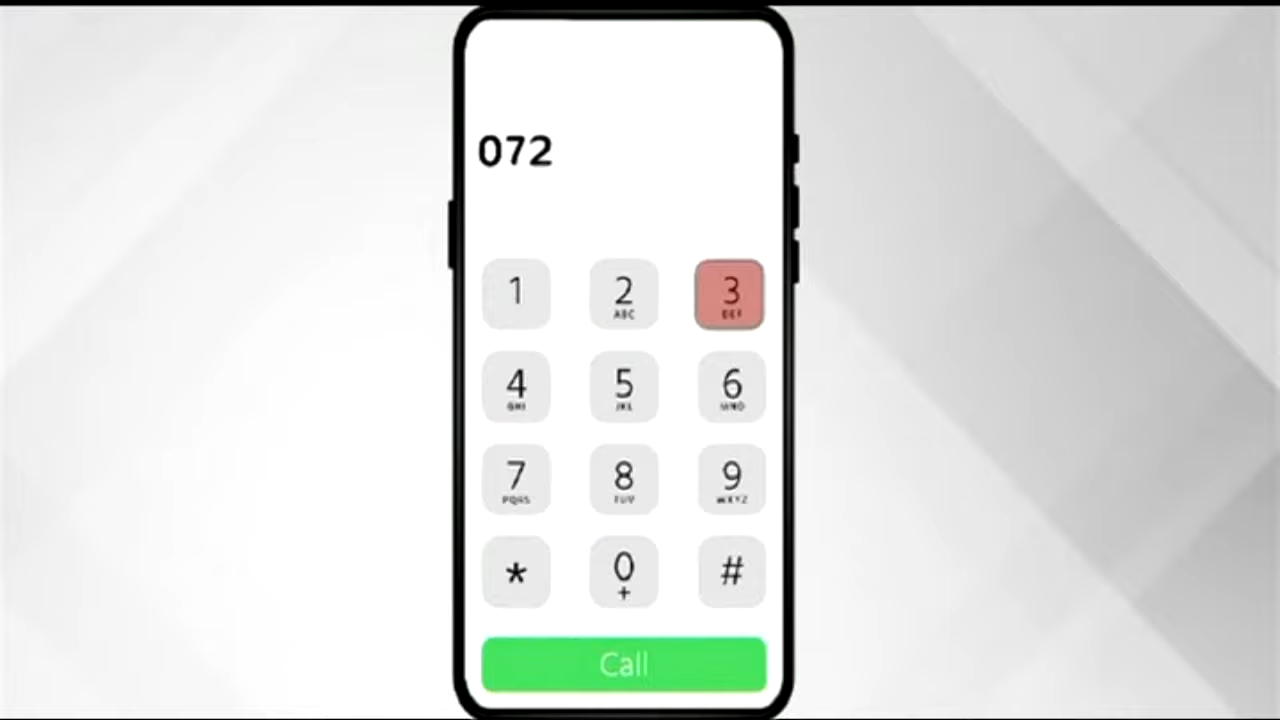 072
1 2 3
ABC DEF
4 5 6
GHI JKL MNO
7 8 9
PQRS TUV WXYZ
* 0 #
+
Call